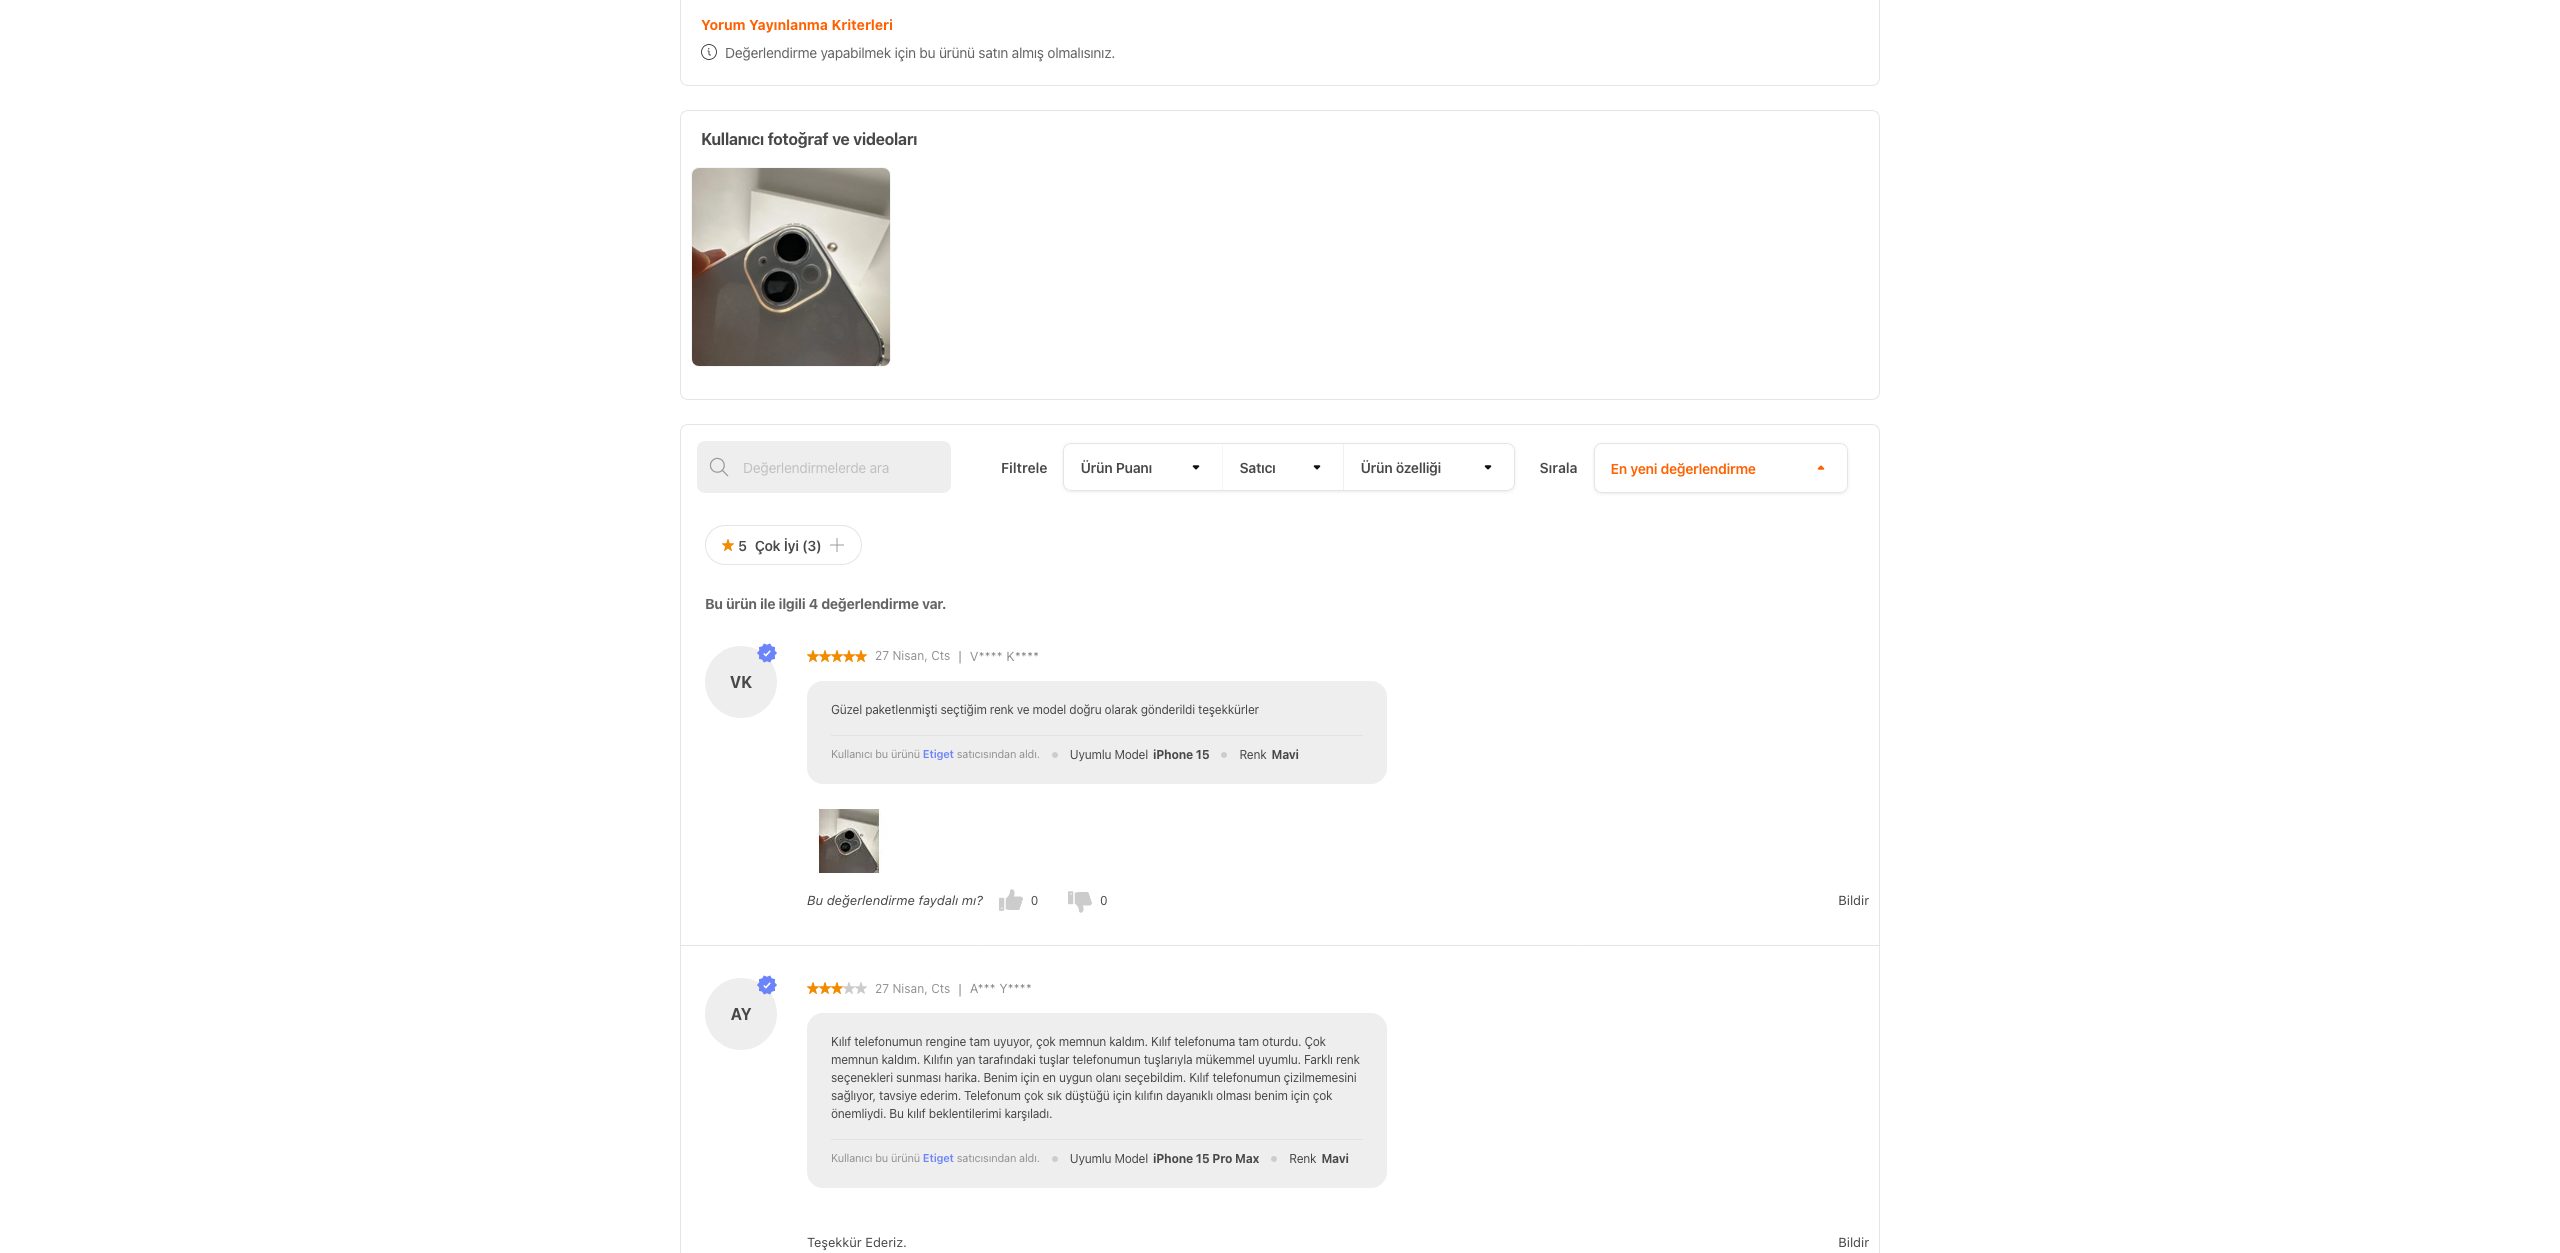 Yorum Yayınlanma Kriterleri
Değerlendirme yapabilmek için bu ürünü satın almış olmalısınız.
Kullanıcı fotoğraf ve videoları
Değerlendirmelerde ara
Filtrele
Ürün Puanı
Satıcı
Ürün özelliği
Sırala
En yeni değerlendirme
5 Çok İyi (3)
Bu ürün ile ilgili 4 değerlendirme var.
VK
27 Nisan, Cts | V**** K****
Güzel paketlenmişti seçtiğim renk ve model doğru olarak gönderildi teşekkürler
Kullanıcı bu ürünü Etiget satıcısından aldı. Uyumlu Model iPhone 15 Renk Mavi
Bu değerlendirme faydalı mı? 0 0
Bildir
AY
27 Nisan, Cts | A*** Y****
Kılıf telefonumun rengine tam uyuyor, çok memnun kaldım. Kılıf telefonuma tam oturdu. Çok
memnun kaldım. Kılıfın yan tarafındaki tuşlar telefonumun tuşlarıyla mükemmel uyumlu. Farklı renk
seçenekleri sunması harika. Benim için en uygun olanı seçebildim. Kılıf telefonumun çizilmemesini
sağlıyor, tavsiye ederim. Telefonum çok sık düştüğü için kılıfın dayanıklı olması benim için çok
önemliydi. Bu kılıf beklentilerimi karşıladı.
Kullanıcı bu ürünü Etiget satıcısından aldı. Uyumlu Model iPhone 15 Pro Max Renk Mavi
Teşekkür Ederiz.
Bildir